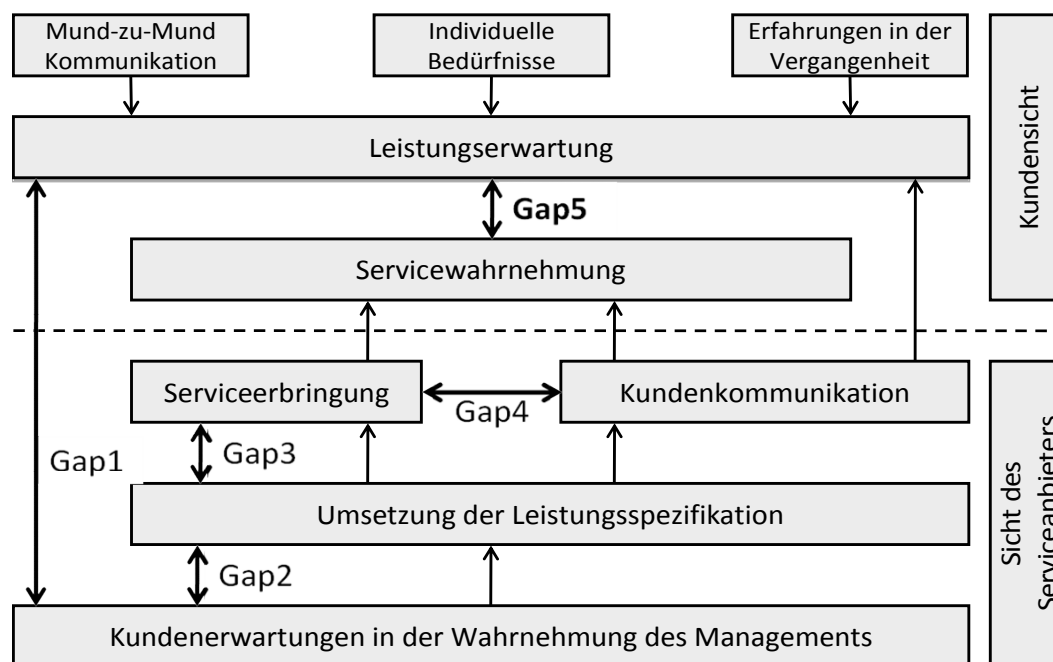 Mund-zu-Mund
Kommunikation
Individuelle
Bedürfnisse
Erfahrungen in der
Vergangenheit
Kundensicht
Leistungserwartung
Gap5
Servicewahrnehmung
Serviceerbringung
Gap4
Kundenkommunikation
Gap1
Gap3
Umsetzung der Leistungsspezifikation
Gap2
Kundenerwartungen in der Wahrnehmung des Managements
Sicht des
Serviceanbieters